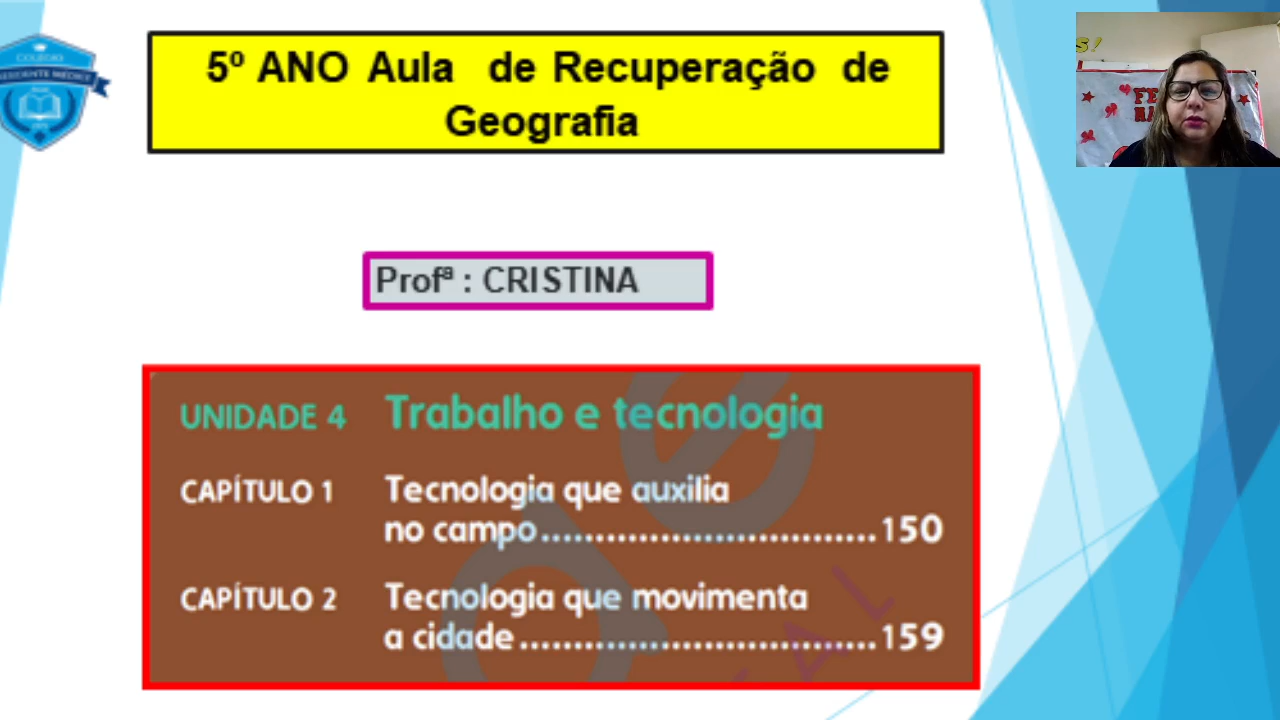 COLÉGIO
5º ANO Aula de Recuperação de
Geografia
Profª : CRISTINA
UNIDADE 4 Trabalho e tecnologia
CAPÍTULO 1 Tecnologia que auxilia
no campo................................150
CAPÍTULO 2 Tecnologia que movimenta
a cidade..................................159